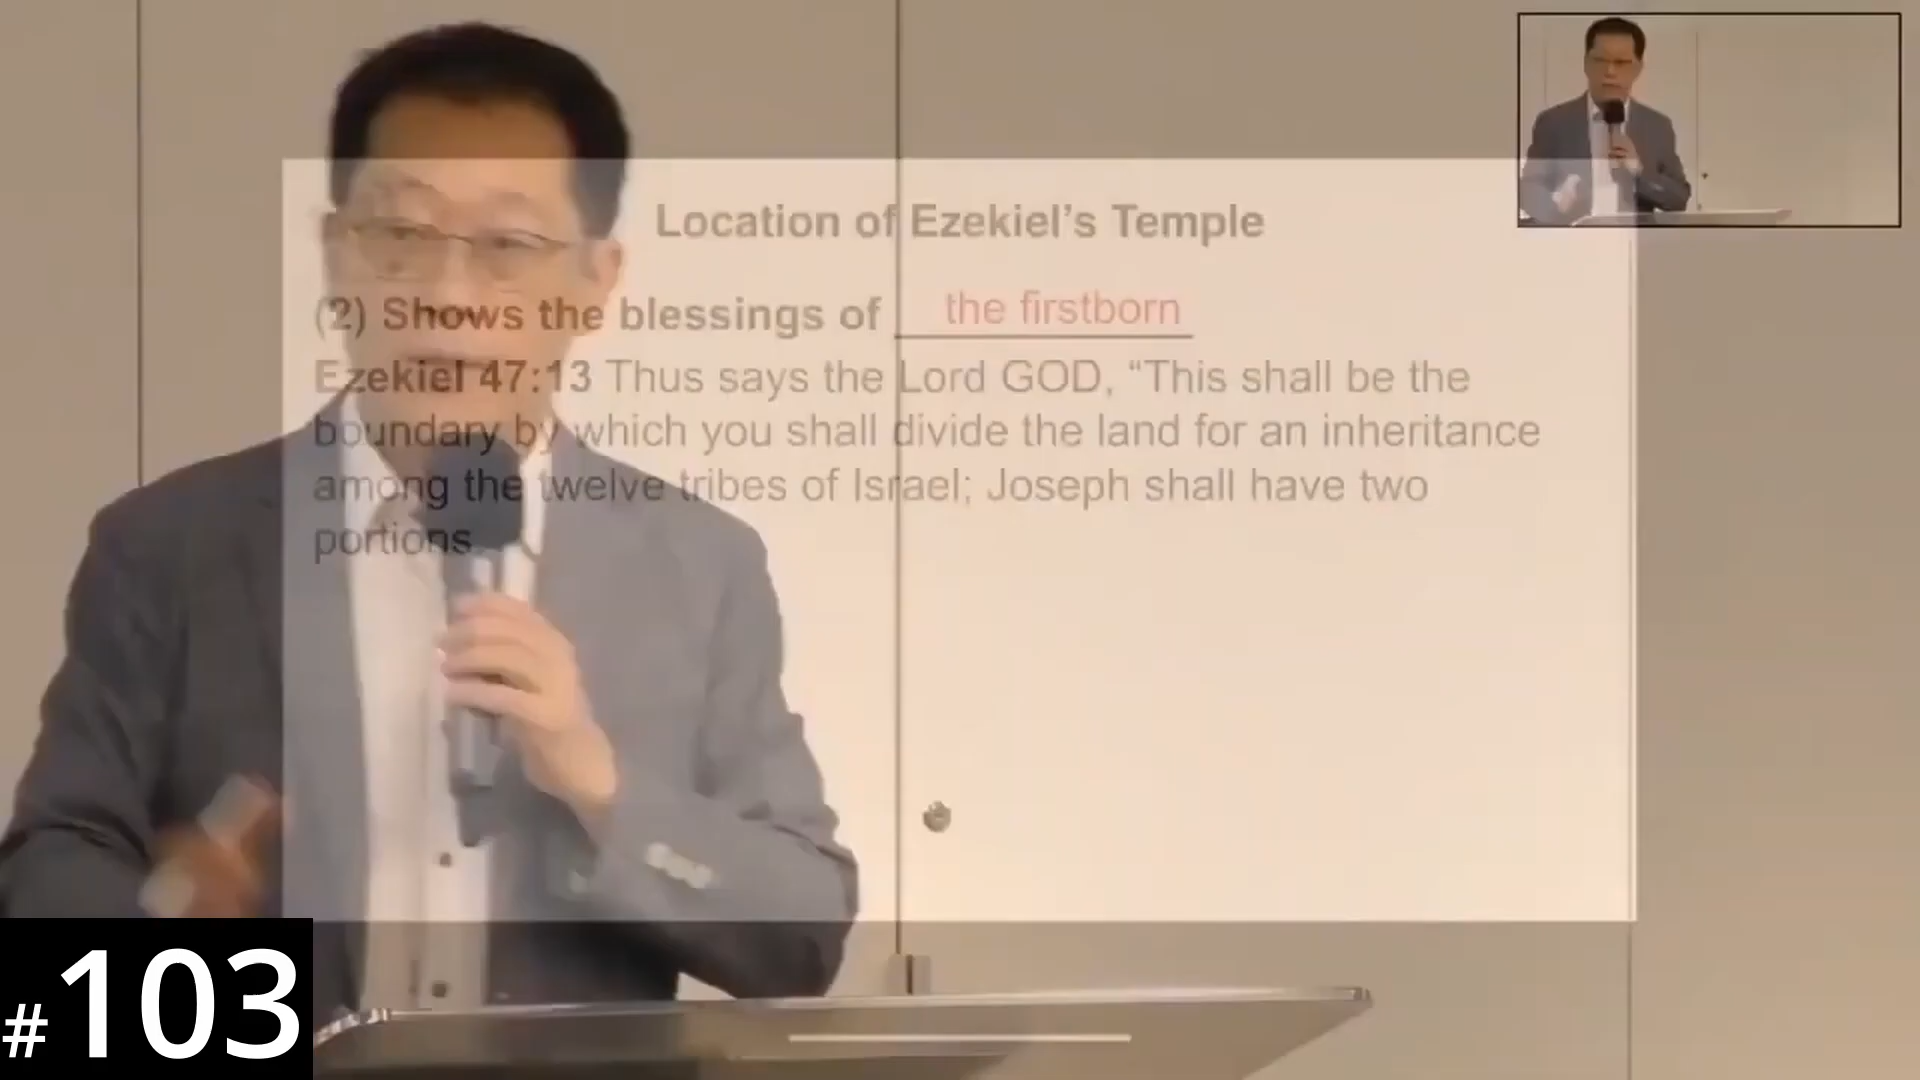 Location of Ezekiel’s Temple
(2) Shows the blessings of the firstborn
Ezekiel 47:13 Thus says the Lord GOD, “This shall be the
boundary by which you shall divide the land for an inheritance
among the twelve tribes of Israel; Joseph shall have two
portions
#103